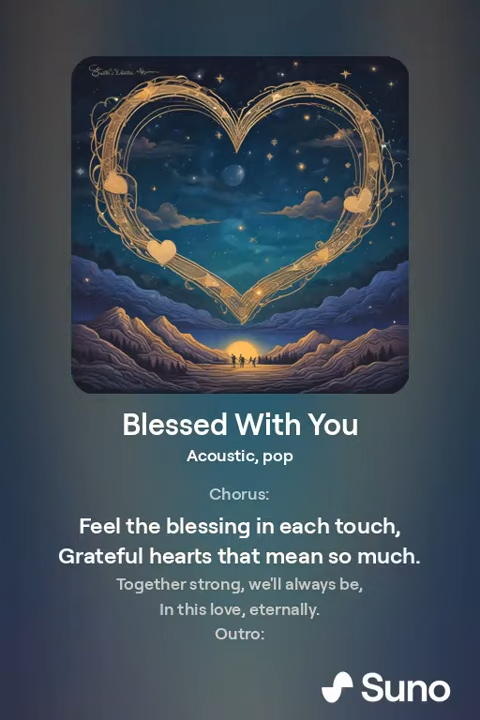 Blessed With You
Acoustic, pop
Chorus:
Feel the blessing in each touch,
Grateful hearts that mean so much.
Together strong, we'll always be,
In this love, eternally.
Outro:
Suno